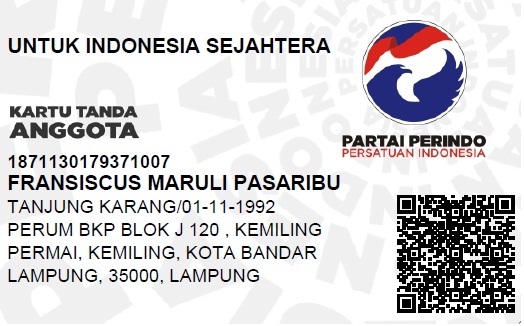 UNTUK INDONESIA SEJAHTERA
KARTU TANDA
ANGGOTA
PARTAI PERINDO
PERSATUAN INDONESIA
1871130179371007
FRANSISCUS MARULI PASARIBU
TANJUNG KARANG/01-11-1992
PERUM BKP BLOK J 120 , KEMILING
PERMAI, KEMILING, KOTA BANDAR
LAMPUNG, 35000, LAMPUNG